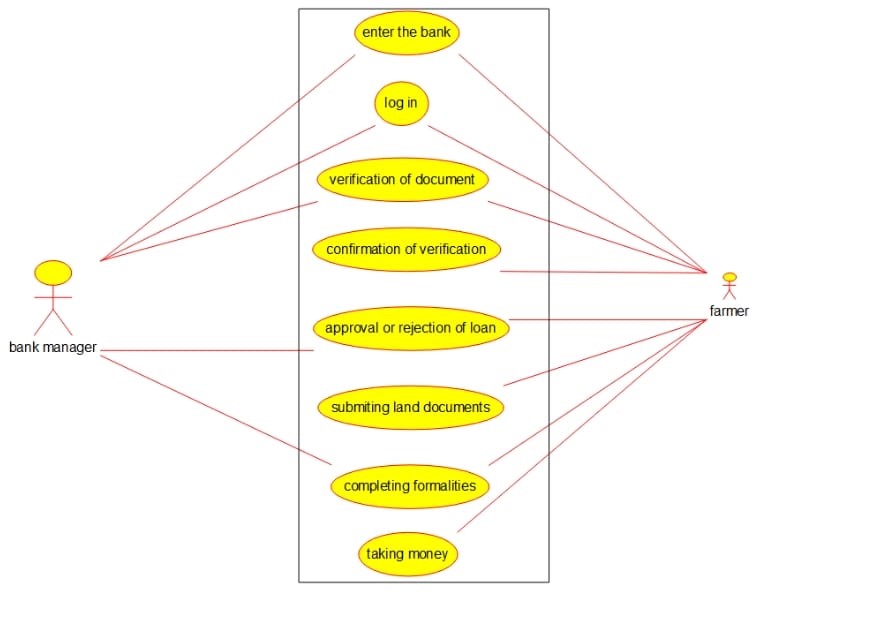 enter the bank
log in
verification of document
confirmation of verification
approval or rejection of loan
farmer
bank manager
submiting land documents
completing formalities
taking money